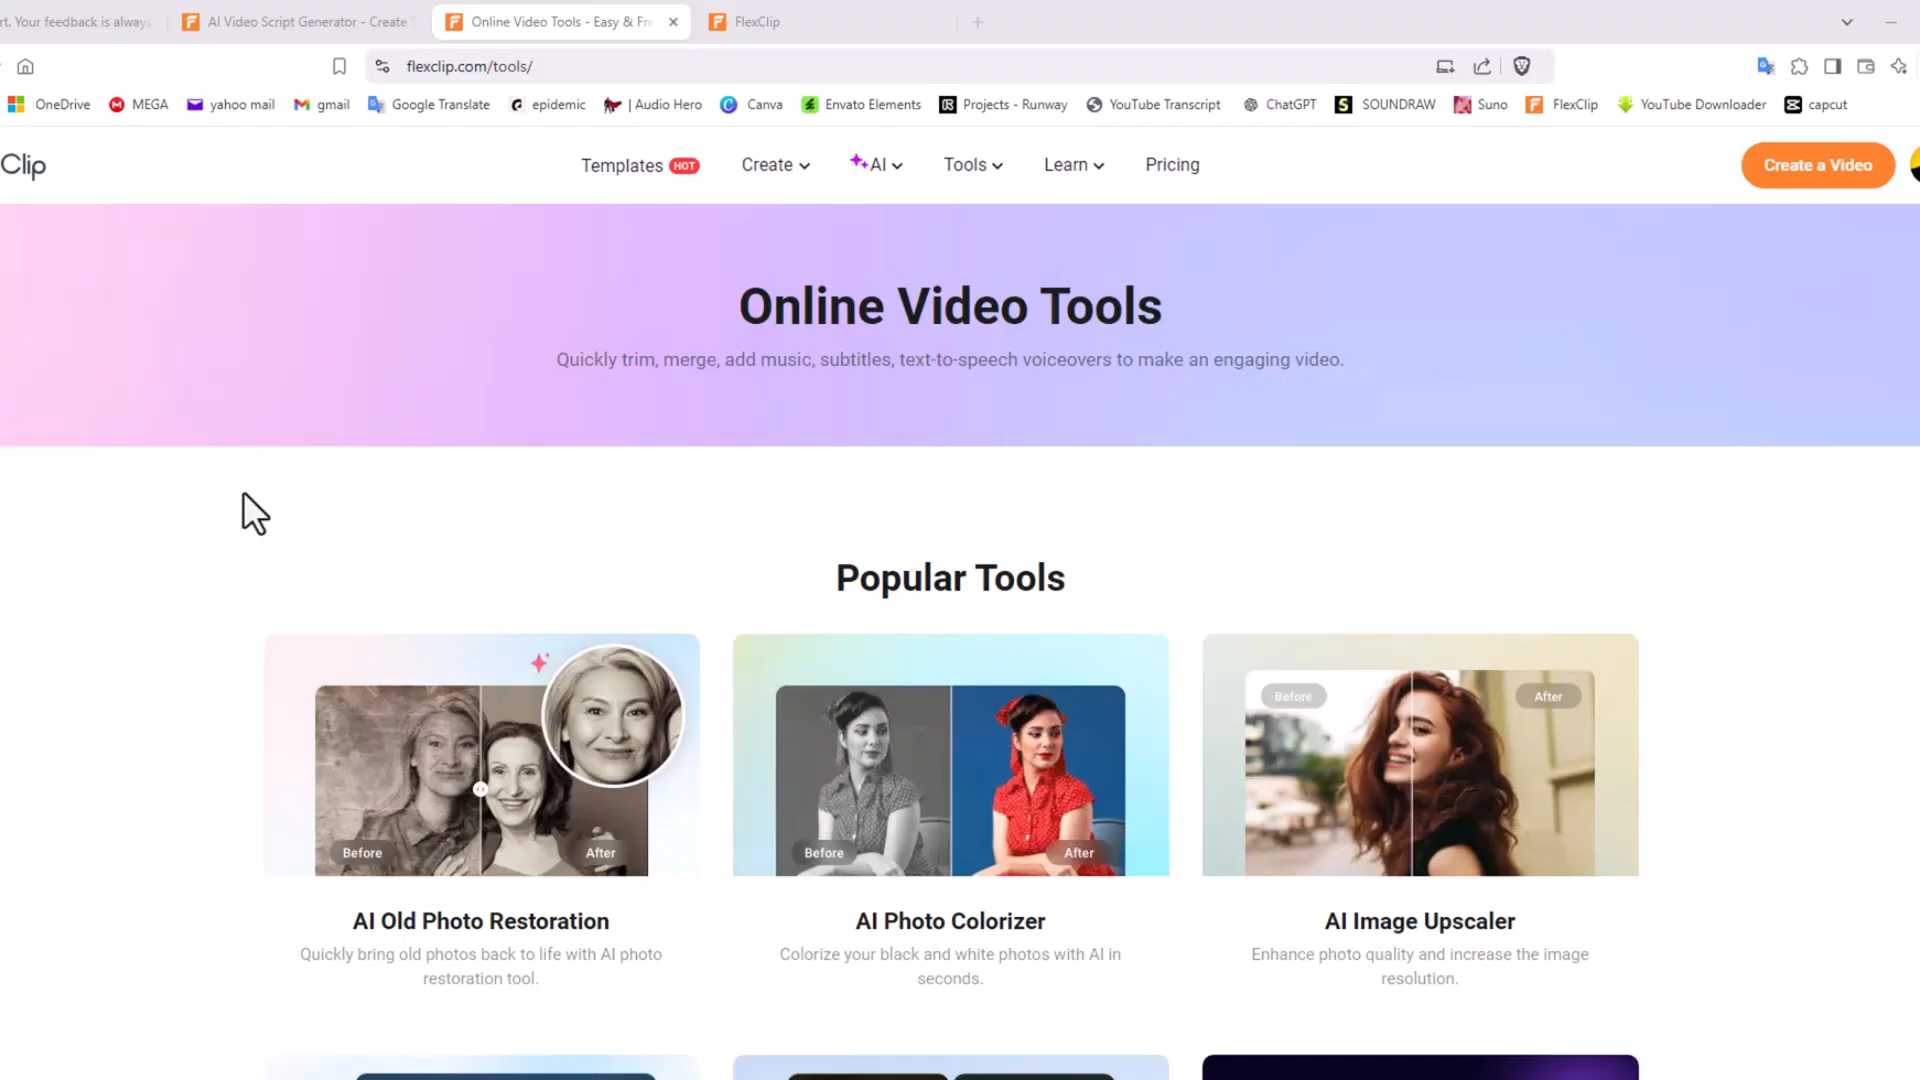 rt. Your feedback is always
AI Video Script Generator - Create S
Online Video Tools - Easy & Fre
FlexClip
flexclip.com/tools/
OneDrive
MEGA
yahoo mail
gmail
Google Translate
epidemic
| Audio Hero
Canva
Envato Elements
Projects - Runway
YouTube Transcript
ChatGPT
SOUNDRAW
Suno
FlexClip
YouTube Downloader
capcut
Clip
Templates HOT
Create
AI
Tools
Learn
Pricing
Create a Video
Online Video Tools
Quickly trim, merge, add music, subtitles, text-to-speech voiceovers to make an engaging video.
Popular Tools
Before
After
AI Old Photo Restoration
Quickly bring old photos back to life with AI photo
restoration tool.
Before
After
AI Photo Colorizer
Colorize your black and white photos with AI in
seconds.
Before
After
AI Image Upscaler
Enhance photo quality and increase the image
resolution.